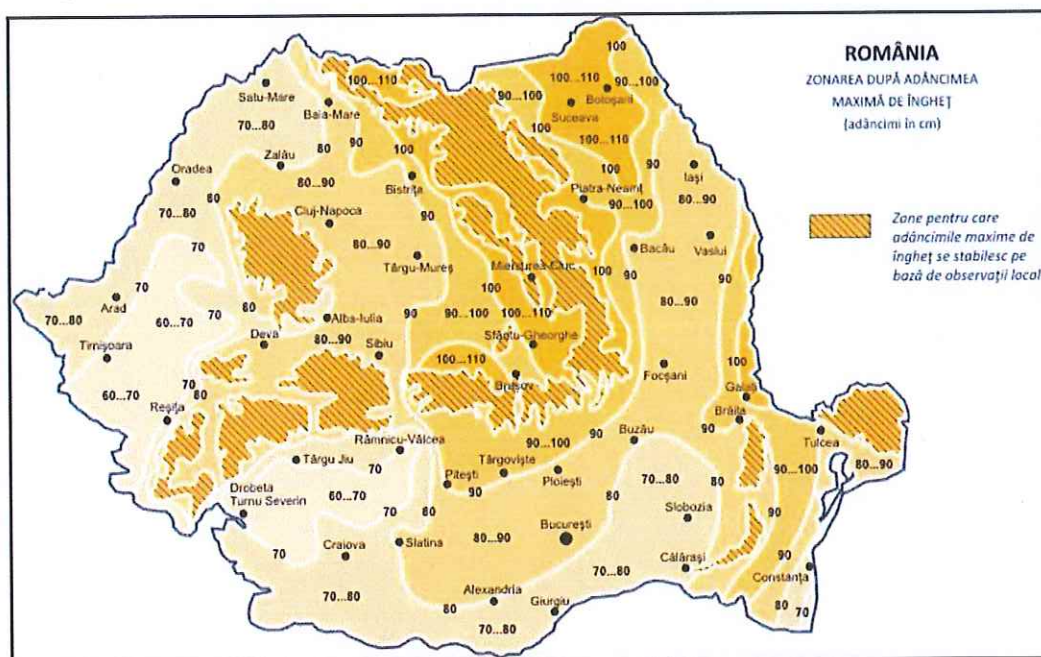 ROMÂNIA
ZONAREA DUPĂ ADÂNCIMEA
MAXIMĂ DE ÎNGHEȚ
(adâncimi în cm)
Zone pentru care
adâncimile maxime de
îngheț se stabilesc pe
bază de observații local
100
100...110
100...110
90...100
90...100
Satu-Mare
Botoșani
Baia-Mare
Suceava
70...80
100
100...110
80
90
90
Zalău
100
100
Iași
Oradea
80...90
Bistrița
Piatra-Neamț
80...90
80
90
90...100
70...80
Cluj-Napoca
Vaslui
70
80...90
Bacău
Târgu-Mureș
Miercurea-Ciuc
100
90
90
70
100
80...90
Arad
80
90
90...100
100...110
70...80
60...70
70
Alba-Iulia
Sfântu-Gheorghe
Timișoara
Deva
80...90
Sibiu
100...110
100
Focșani
Brașov
70
Galați
60...70
80
Reșița
Brăila
Râmnicu-Vălcea
90...100
90
Buzău
90
Tulcea
Târgu Jiu
70
Târgoviște
90...100
80...90
Pitești
Ploiești
70...80
80
Drobeta
Turnu Severin
60...70
90
80
Slobozia
90
70
București
Slatina
80...90
70
Craiova
Călărași
90
70...80
Constanța
70...80
Alexandria
80
Giurgiu
80
70
70...80